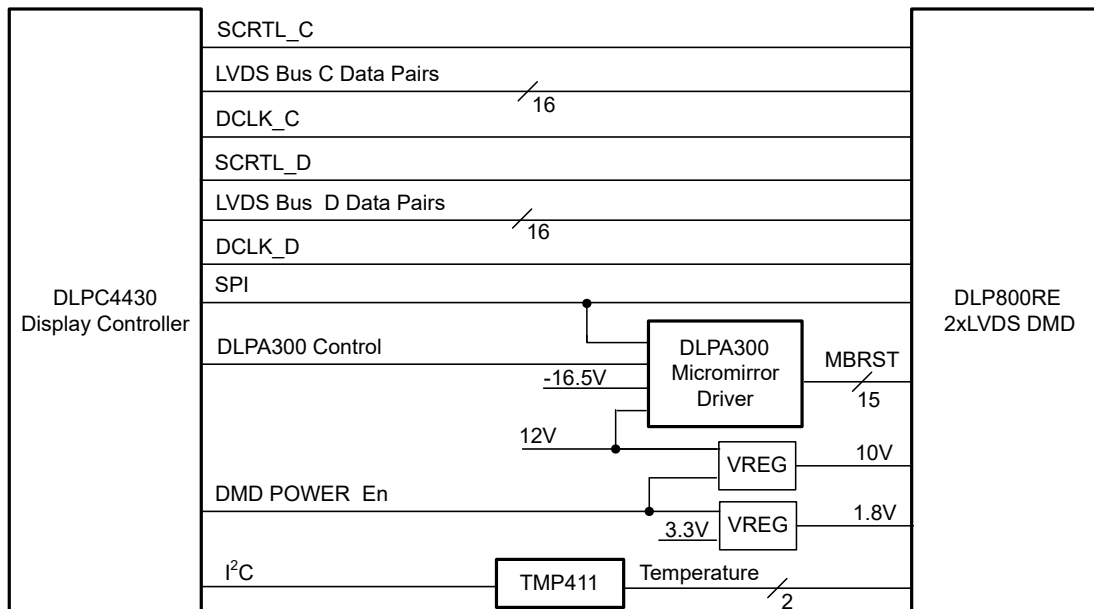 SCRTL_C
LVDS Bus C Data Pairs
16
DCLK_C
SCRTL_D
LVDS Bus  D Data Pairs
16
DCLK_D
SPI
DLPC4430
Display Controller
DLP800RE
2xLVDS DMD
DLPA300 Control
DLPA300
Micromirror
Driver
MBRST
15
-16.5V
12V
VREG
10V
DMD POWER  En
3.3V
VREG
1.8V
I²C
TMP411
Temperature
2